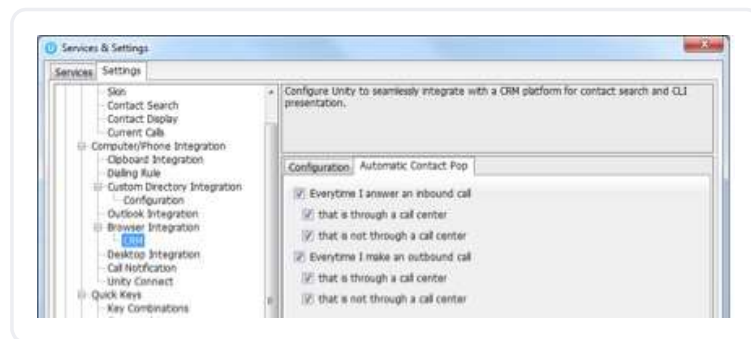 Services & Settings
Services Settings
Skin
Contact Search
Contact Display
Current Calls
Computer/Phone Integration
Clipboard Integration
Dialing Rule
Custom Directory Integration
Configuration
Outlook Integration
Browser Integration
CRM
Desktop Integration
Call Notification
Unity Connect
Quick Keys
Key Combinations
Configure Unity to seamlessly integrate with a CRM platform for contact search and CLI
presentation.
Configuration Automatic Contact Pop
Everytime I answer an inbound call
that is through a call center
that is not through a call center
Everytime I make an outbound call
that is through a call center
that is not through a call center